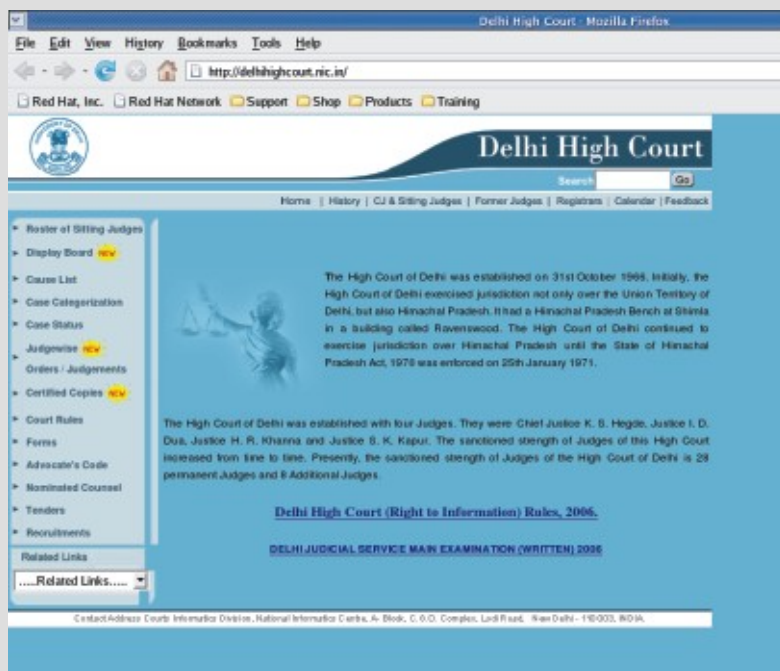 Delhi High Court - Mozilla Firefox
File Edit View History Bookmarks Tools Help
http://delhihighcourt.nic.in/
Red Hat, Inc. Red Hat Network Support Shop Products Training
Delhi High Court
Search Go
Home | History | CJ & Sitting Judges | Former Judges | Registrars | Calendar | Feedback
Roster of Sitting Judges
Display Board NEW
Cause List
Case Categorization
Case Status
Judgewise NEW
Orders / Judgements
Certified Copies NEW
Court Rules
Forms
Advocate's Code
Nominated Counsel
Tenders
Recruitments
Related Links
.....Related Links.....
The High Court of Delhi was established on 31st October 1966. Initially, the
High Court of Delhi exercised jurisdiction not only over the Union Territory of
Delhi, but also Himachal Pradesh. It had a Himachal Pradesh Bench at Shimla
in a building called Ravenswood. The High Court of Delhi continued to
exercise jurisdiction over Himachal Pradesh until the State of Himachal
Pradesh Act, 1970 was enforced on 25th January 1971.
The High Court of Delhi was established with four Judges. They were Chief Justice K. S. Hegde, Justice I. D.
Dua, Justice H. R. Khanna and Justice S. K. Kapur. The sanctioned strength of Judges of this High Court
increased from time to time. Presently, the sanctioned strength of Judges of the High Court of Delhi is 29
permanent Judges and
Additional Judges.
Delhi High Court (Right to Information) Rules, 2006.
DELHI JUDICIAL SERVICE MAIN EXAMINATION (WRITTEN) 2006
Contact Address Courts Informatics Division, National Informatics Centre, A- Block, C.G.O. Complex, Lodi Road, New Delhi - 110003, INDIA.